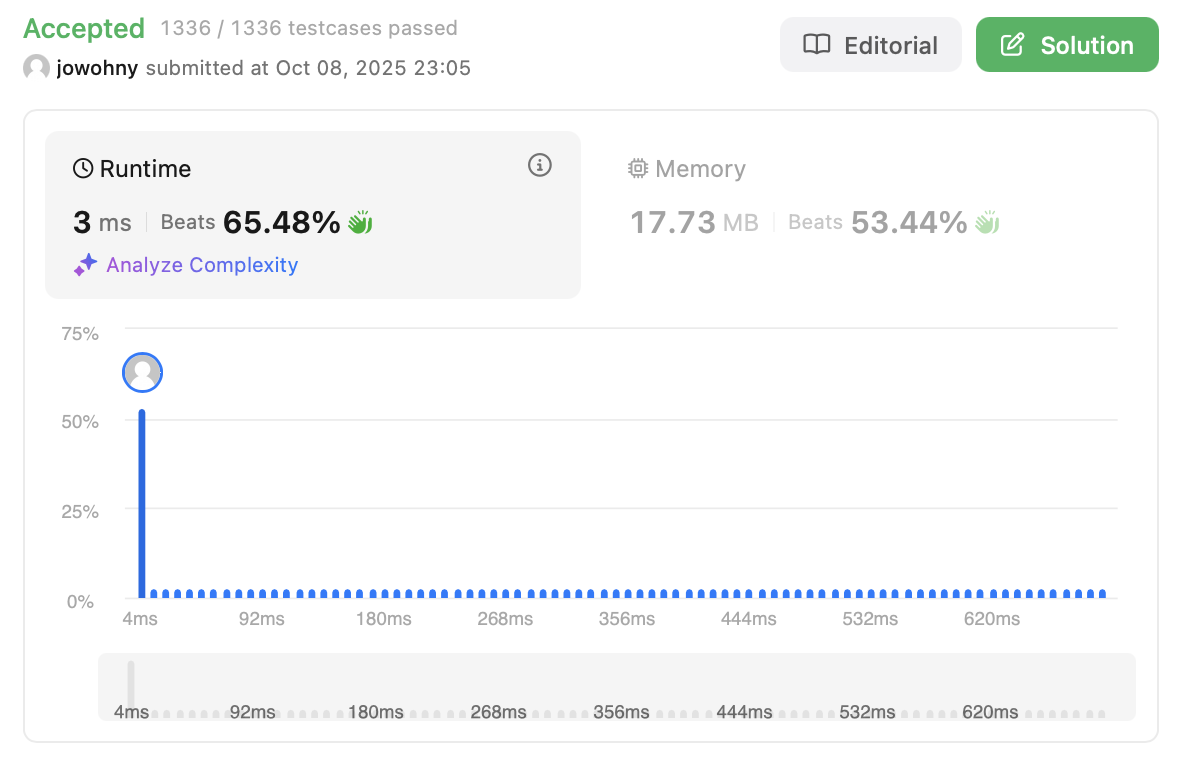 Accepted 1336 / 1336 testcases passed
jowohny submitted at Oct 08, 2025 23:05
Editorial
Solution
Runtime
3 ms Beats 65.48%
Analyze Complexity
Memory
17.73 MB Beats 53.44%
75%
50%
25%
0%
4ms 92ms 180ms 268ms 356ms 444ms 532ms 620ms
4ms 92ms 180ms 268ms 356ms 444ms 532ms 620ms